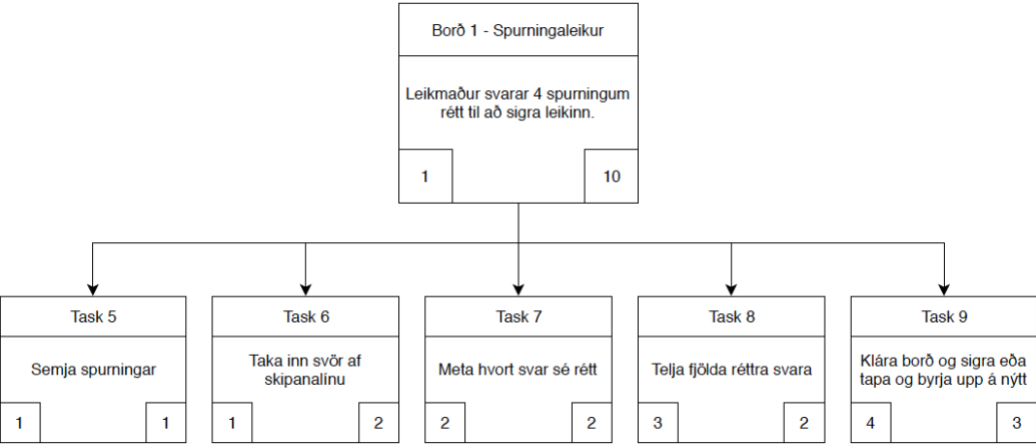 Borð 1 - Spurningaleikur
Leikmaður svarar 4 spurningum
rétt til að sigra leikinn.
1
10
Task 5
Semja spurningar
1
1
Task 6
Taka inn svör af
skipanalínu
1
2
Task 7
Meta hvort svar sé rétt
2
2
Task 8
Telja fjölda réttra svara
3
2
Task 9
Klára borð og sigra eða
tapa og byrja upp á nýtt
4
3